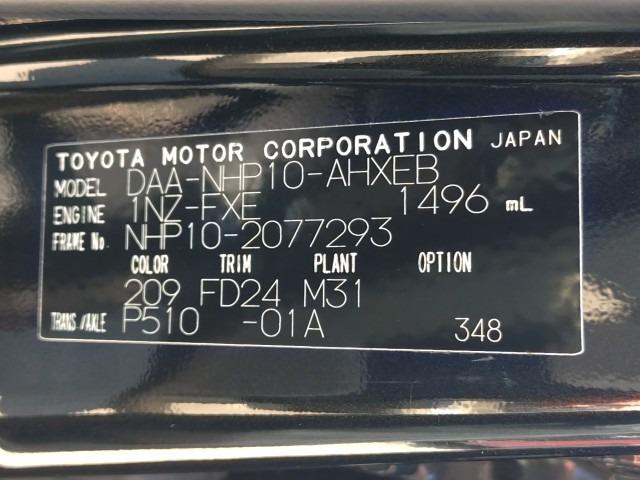 TOYOTA MOTOR CORPORATION JAPAN
MODEL DAA-NHP10-AHXEB
ENGINE 1NZ-FXE 1496 mL
FRAME No. NHP10-2077293
COLOR TRIM PLANT OPTION
209 FD24 M31
TRANS./AXLE P510 -01A 348